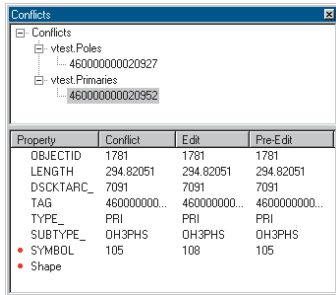 Conflicts
Conflicts
vtest.Poles
460000000020927
vtest.Primaries
460000000020952
Property Conflict Edit Pre-Edit
OBJECTID 1781 1781 1781
LENGTH 294.82051 294.82051 294.82051
DSCKTARC_ 7091 7091 7091
TAG 460000000... 460000000... 460000000...
TYPE_ PRI PRI PRI
SUBTYPE_ OH3PHS OH3PHS OH3PHS
SYMBOL 105 108 105
Shape